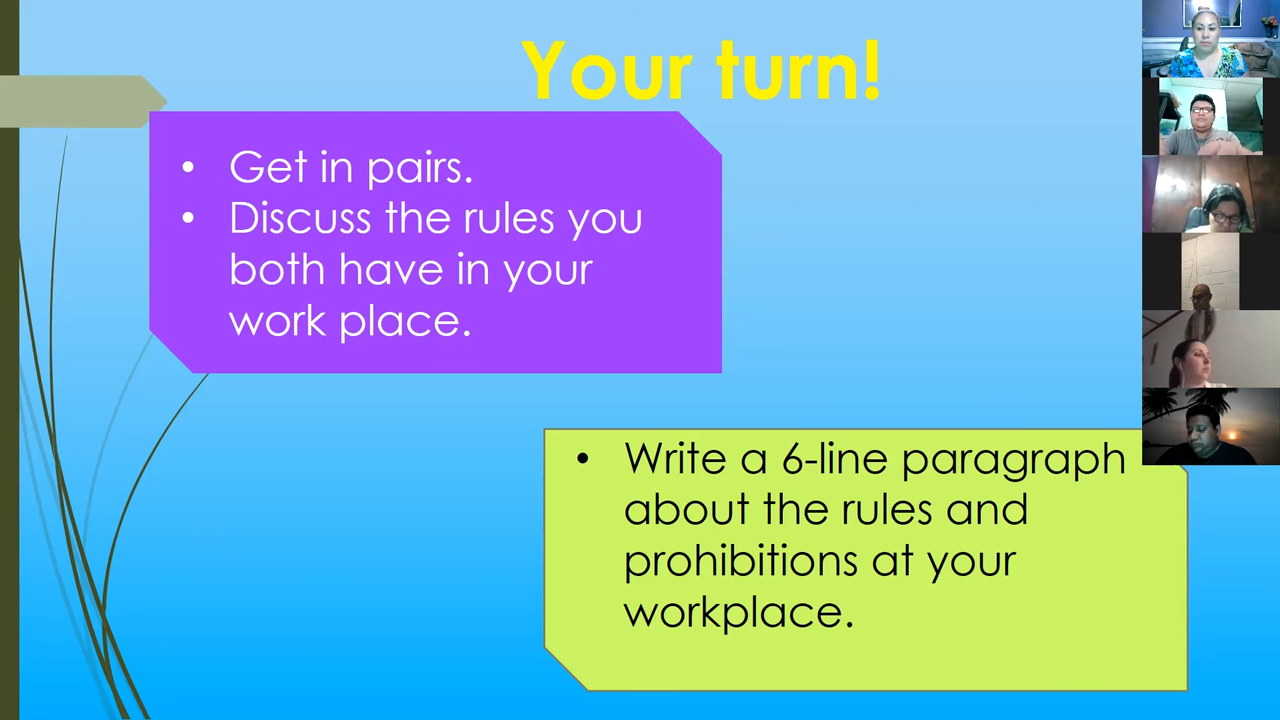 Your turn!
• Get in pairs.
• Discuss the rules you
both have in your
work place.
• Write a 6-line paragraph
about the rules and
prohibitions at your
workplace.